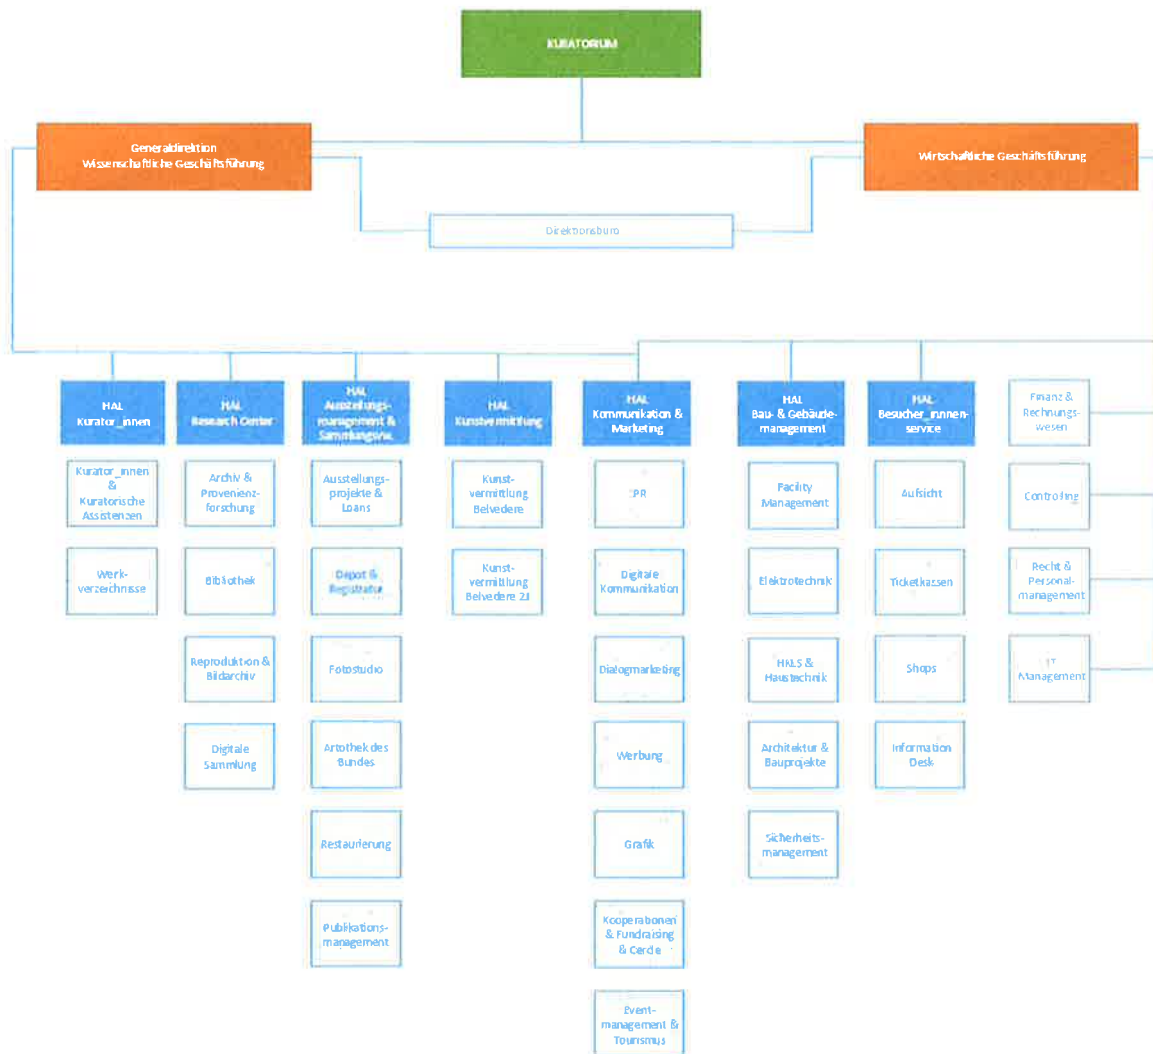 KURATORIUM
Generaldirektion
Wissenschaftliche Geschäftsführung
Wirtschaftliche Geschäftsführung
Direktionsbüro
HAL
Kurator_innen
HAL
Research Center
HAL
Ausstellungs-
management &
Sammlungsvw.
HAL
Kunstvermittlung
HAL
Kommunikation &
Marketing
HAL
Bau- & Gebäude-
management
HAL
Besucher_innnen-
service
Finanz &
Rechnungs-
wesen
Kurator_innen
&
Kuratorische
Assistenzen
Archiv &
Provenienz-
forschung
Ausstellungs-
projekte &
Loans
Kunst-
vermittlung
Belvedere
PR
Facility
Management
Aufsicht
Controlling
Werk-
verzeichnisse
Bibliothek
Depot &
Registratur
Kunst-
vermittlung
Belvedere 21
Digitale
Kommunikation
Elektrotechnik
Ticketkassen
Recht &
Personal-
management
Reproduktion &
Bildarchiv
Fotostudio
Dialogmarketing
HKLS &
Haustechnik
Shops
IT
Management
Digitale
Sammlung
Artothek des
Bundes
Werbung
Architektur &
Bauprojekte
Information
Desk
Restaurierung
Grafik
Sicherheits-
management
Publikations-
management
Kooperationen
& Fundraising
& Cercle
Event-
management &
Tourismus